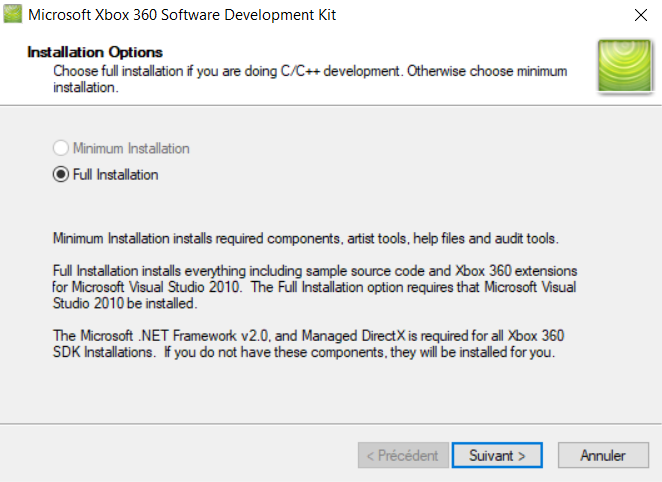 Microsoft Xbox 360 Software Development Kit
Installation Options
Choose full installation if you are doing C/C++ development. Otherwise choose minimum
installation.
Minimum Installation
Full Installation
Minimum Installation installs required components, artist tools, help files and audit tools.
Full Installation installs everything including sample source code and Xbox 360 extensions
for Microsoft Visual Studio 2010. The Full Installation option requires that Microsoft Visual
Studio 2010 be installed.
The Microsoft .NET Framework v2.0, and Managed DirectX is required for all Xbox 360
SDK Installations. If you do not have these components, they will be installed for you.
< Précédent Suivant > Annuler